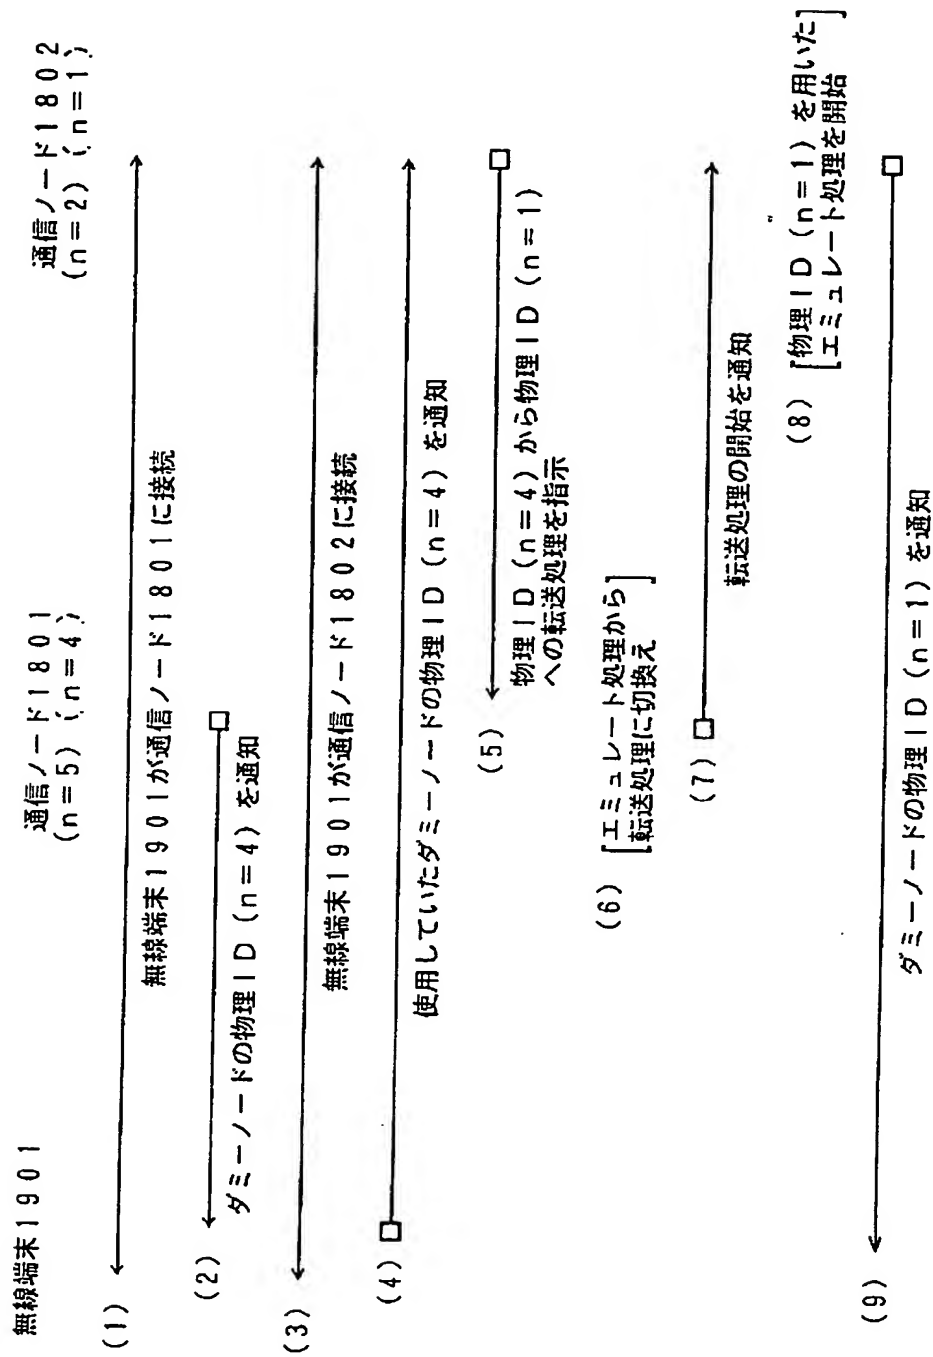 無線端末1901
通信ノード1801
(n=5) (n=4)
通信ノード1802
(n=2) (n=1)
(1)
無線端末1901が通信ノード1801に接続
(2)
ダミーノードの物理ID (n=4) を通知
(3)
無線端末1901が通信ノード1802に接続
(4)
使用していたダミーノードの物理ID (n=4) を通知
(5)
物理ID (n=4) から物理ID (n=1)
への転送処理を指示
(6) [エミュレート処理から
転送処理に切換え]
(7)
転送処理の開始を通知
(8) [物理ID (n=1) を用いた
エミュレート処理を開始]
(9)
ダミーノードの物理ID (n=1) を通知